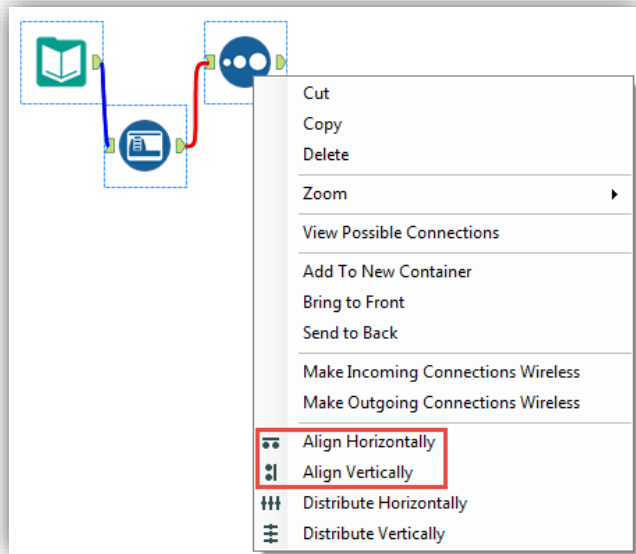 Cut
Copy
Delete
Zoom
View Possible Connections
Add To New Container
Bring to Front
Send to Back
Make Incoming Connections Wireless
Make Outgoing Connections Wireless
Align Horizontally
Align Vertically
Distribute Horizontally
Distribute Vertically